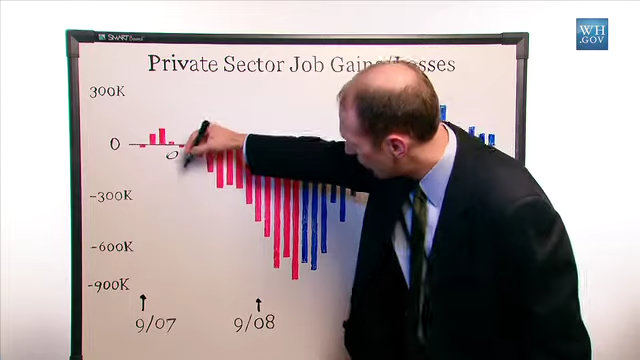 SMART Board
WH
.GOV
Private Sector Job Gains/Losses
300K
0
-300K
-600K
-900K
9/07
9/08